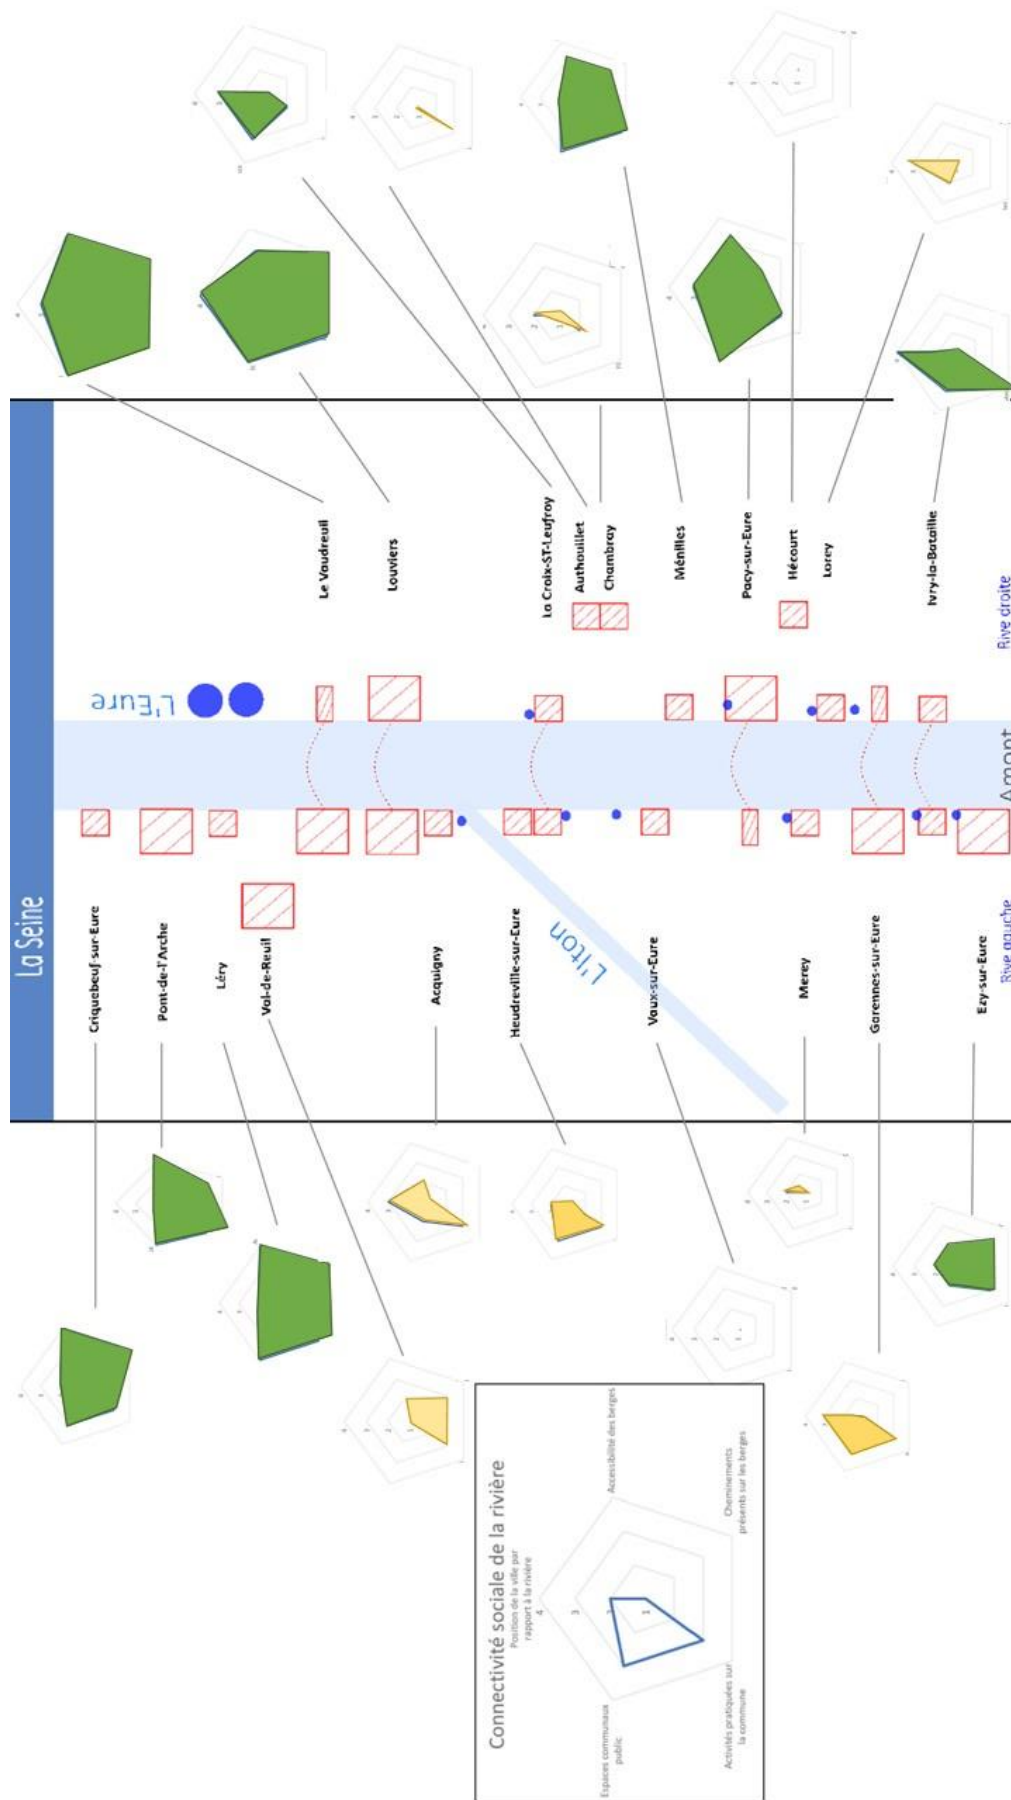 La Seine
L'Eure
L'Iton
Le Vaudreuil
Louviers
La Croix-ST-Leufroy
Authouillet
Chambray
Ménilles
Pacy-sur-Eure
Hécourt
Lorey
Ivry-la-Bataille
Rive droite
Amont
Rive gauche
Criquebeuf-sur-Eure
Pont-de-l'Arche
Léry
Val-de-Reuil
Acquigny
Heudreville-sur-Eure
Vaux-sur-Eure
Merey
Garennes-sur-Eure
Ezy-sur-Eure
Connectivité sociale de la rivière
Position de la ville par
rapport à la rivière
4
3
2
1
Accessibilité des berges
Cheminements
présents sur les berges
Activités pratiquées sur
la commune
Espaces communaux
public